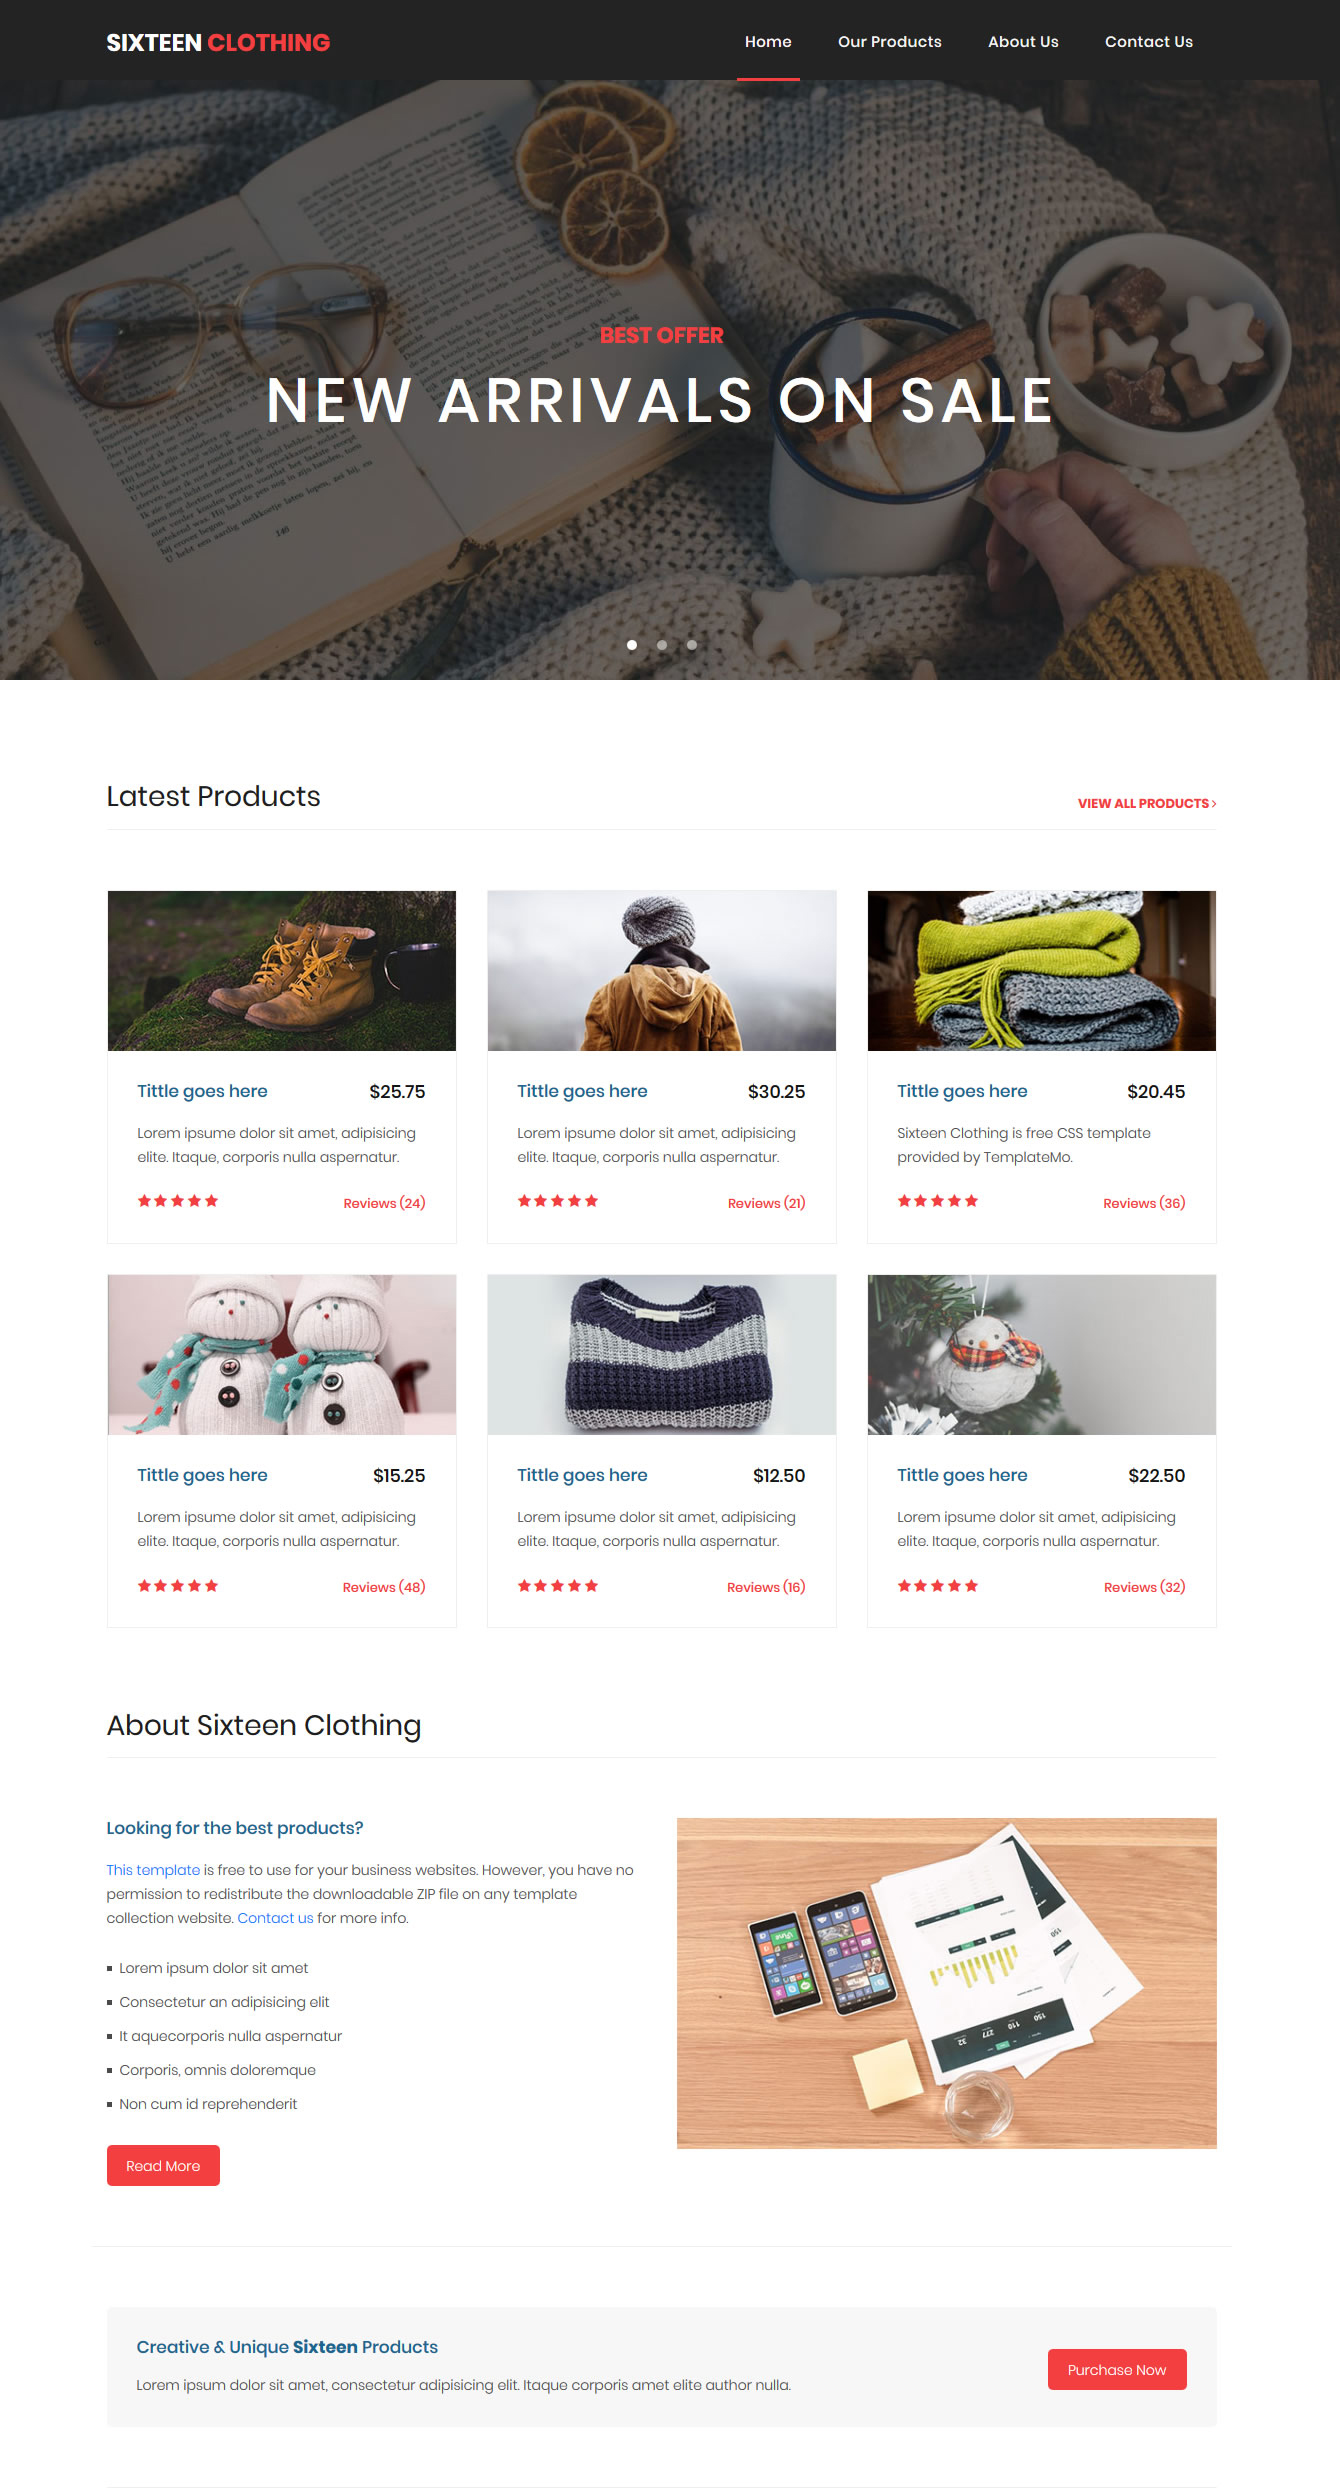 SIXTEEN CLOTHING
Home
Our Products
About Us
Contact Us
BEST OFFER
NEW ARRIVALS ON SALE
Latest Products
VIEW ALL PRODUCTS
Tittle goes here
$25.75
Lorem ipsume dolor sit amet, adipisicing
elite. Itaque, corporis nulla aspernatur.
Reviews (24)
Tittle goes here
$30.25
Lorem ipsume dolor sit amet, adipisicing
elite. Itaque, corporis nulla aspernatur.
Reviews (21)
Tittle goes here
$20.45
Sixteen Clothing is free CSS template
provided by TemplateMo.
Reviews (36)
Tittle goes here
$15.25
Lorem ipsume dolor sit amet, adipisicing
elite. Itaque, corporis nulla aspernatur.
Reviews (48)
Tittle goes here
$12.50
Lorem ipsume dolor sit amet, adipisicing
elite. Itaque, corporis nulla aspernatur.
Reviews (16)
Tittle goes here
$22.50
Lorem ipsume dolor sit amet, adipisicing
elite. Itaque, corporis nulla aspernatur.
Reviews (32)
About Sixteen Clothing
Looking for the best products?
This template is free to use for your business websites. However, you have no
permission to redistribute the downloadable ZIP file on any template
collection website. Contact us for more info.
Lorem ipsum dolor sit amet
Consectetur an adipisicing elit
It aquecorporis nulla aspernatur
Corporis, omnis doloremque
Non cum id reprehenderit
Read More
Creative & Unique Sixteen Products
Lorem ipsum dolor sit amet, consectetur adipisicing elit. Itaque corporis amet elite author nulla.
Purchase Now